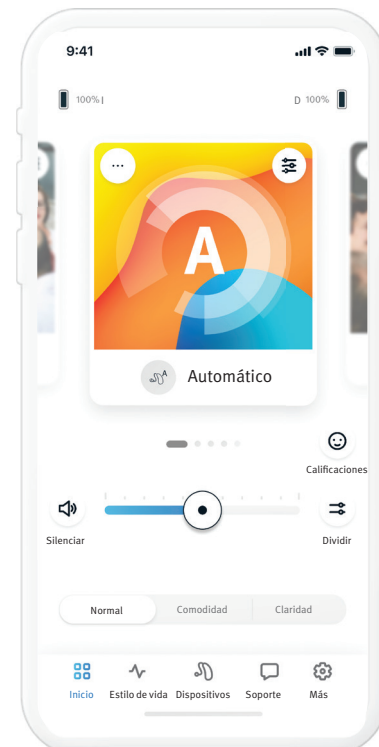 9:41
100% I
D 100%
A
A
Automático
Calificaciones
Silenciar
Dividir
Normal Comodidad Claridad
Inicio Estilo de vida Dispositivos Soporte Más